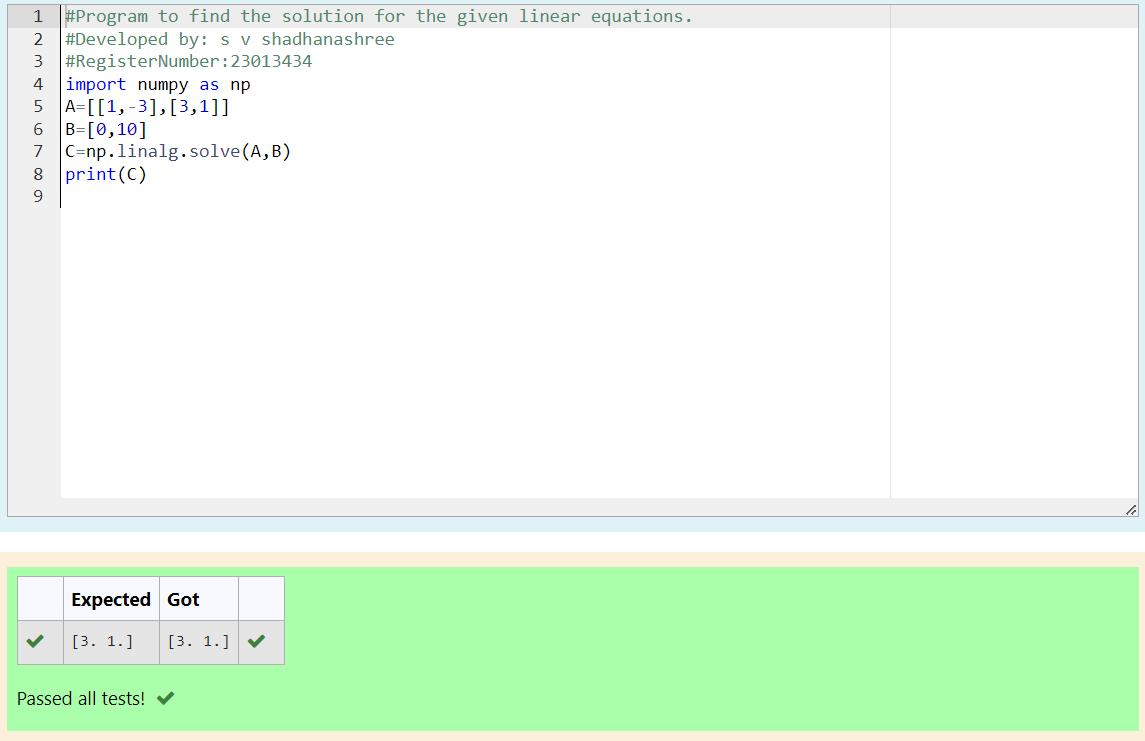 1 #Program to find the solution for the given linear equations.
2 #Developed by: s v shadhanashree
3 #RegisterNumber:23013434
4 import numpy as np
5 A=[[1,-3],[3,1]]
6 B=[0,10]
7 C=np.linalg.solve(A,B)
8 print(C)
9
Expected Got
[3. 1.] [3. 1.]
Passed all tests!